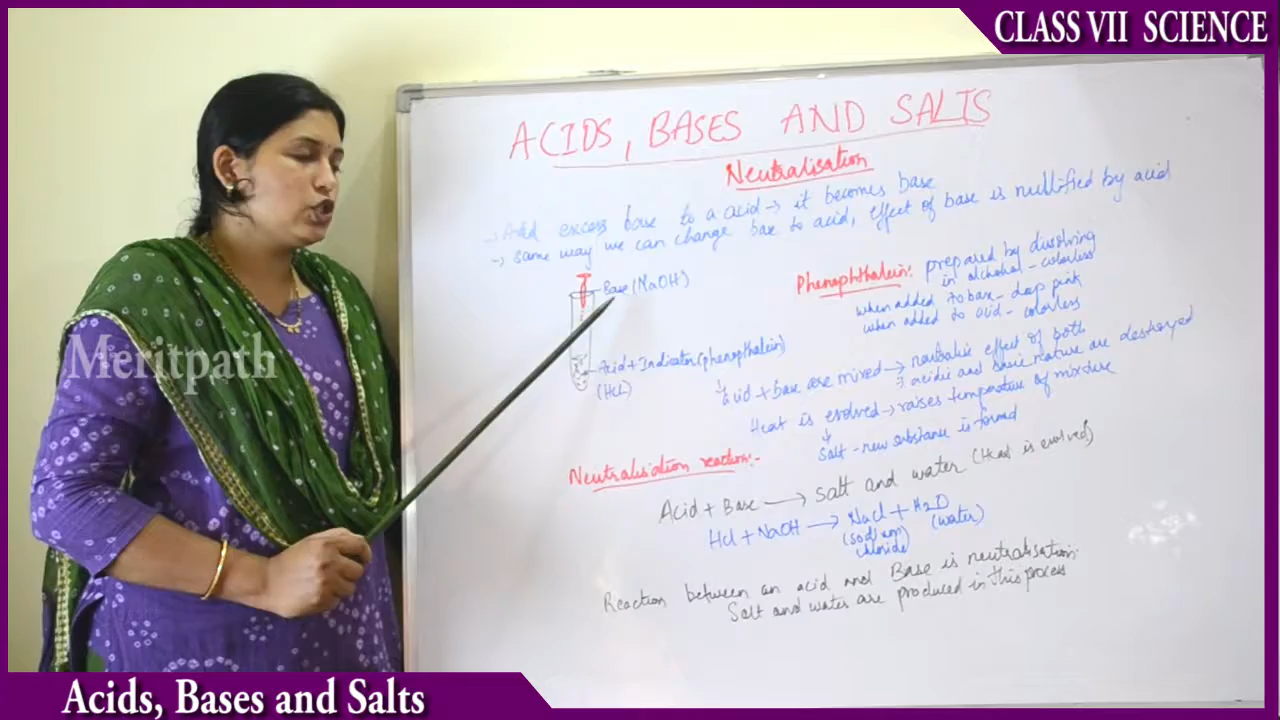 CLASS VII SCIENCE
ACIDS, BASES AND SALTS
Neutralisation
→ Add excess base to a acid → it becomes base
→ Same way we can change base to acid, effect of base is nullified by acid
Base (NaOH)
Acid + Indicator (phenopthalein)
(HCl)
Phenophthalein: prepared by dissolving
in alchohal - colorless
when added to base - deep pink
when added to acid - colorless
acid + base are mixed → neutralise effect of both
→ acidic and basic nature are destroyed
Heat is evolved → raises temperature of mixture
↓
Salt - new substance is formed
Neutralisation reaction:-
Acid + Base → Salt and water (Heat is evolved)
Hcl + NaOH → Nacl + H2O
(sodium chloride) (water)
Reaction between an acid and Base is neutralisation.
Salt and water are produced in this process
Meritpath
Acids, Bases and Salts